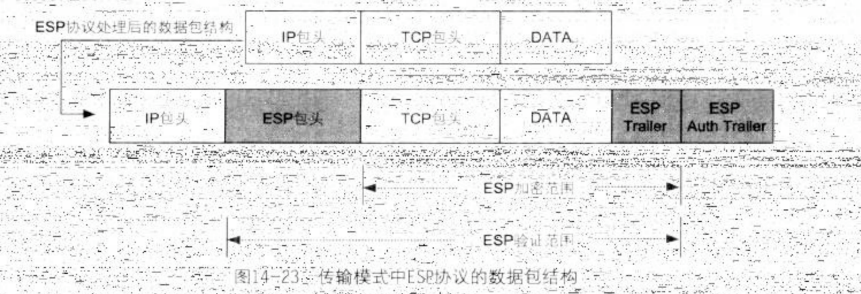 ESP协议处理后的数据包结构
IP包头 TCP包头 DATA
IP包头 ESP包头 TCP包头 DATA ESP Trailer ESP Auth Trailer
ESP加密范围
ESP验证范围
图14-23 传输模式中ESP协议的数据包结构